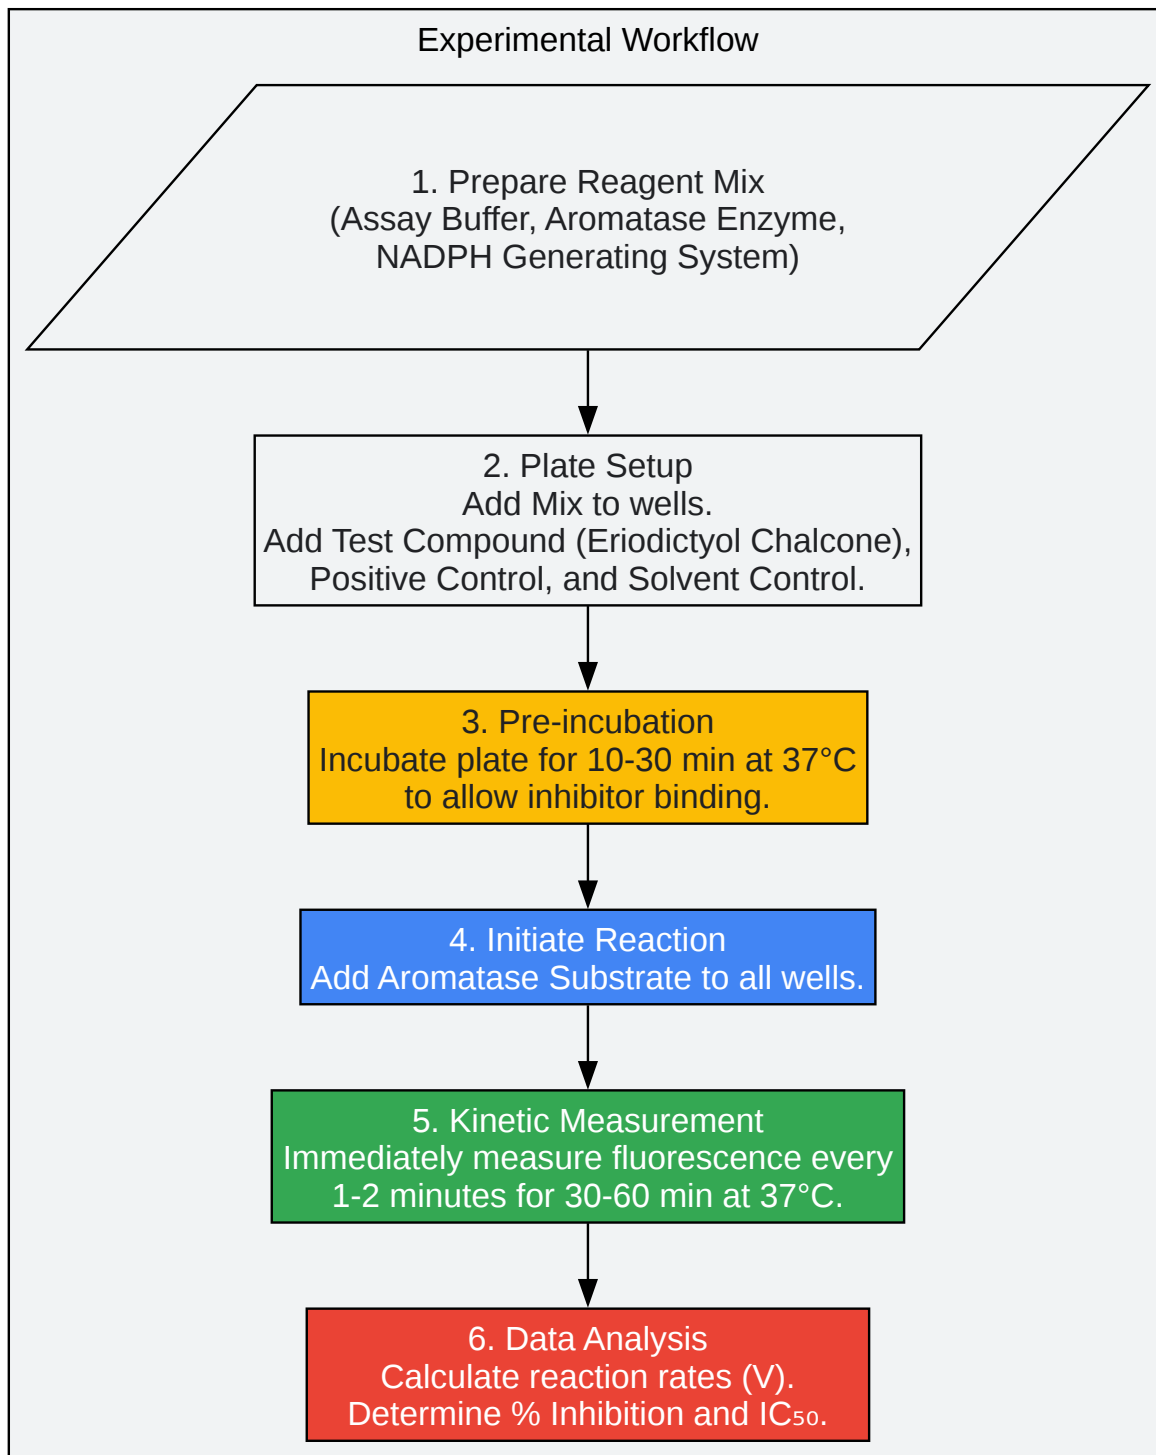 Experimental Workflow
1. Prepare Reagent Mix
(Assay Buffer, Aromatase Enzyme,
NADPH Generating System)
2. Plate Setup
Add Mix to wells.
Add Test Compound (Eriodictyol Chalcone),
Positive Control, and Solvent Control.
3. Pre-incubation
Incubate plate for 10-30 min at 37°C
to allow inhibitor binding.
4. Initiate Reaction
Add Aromatase Substrate to all wells.
5. Kinetic Measurement
Immediately measure fluorescence every
1-2 minutes for 30-60 min at 37°C.
6. Data Analysis
Calculate reaction rates (V).
Determine % Inhibition and IC₅₀.